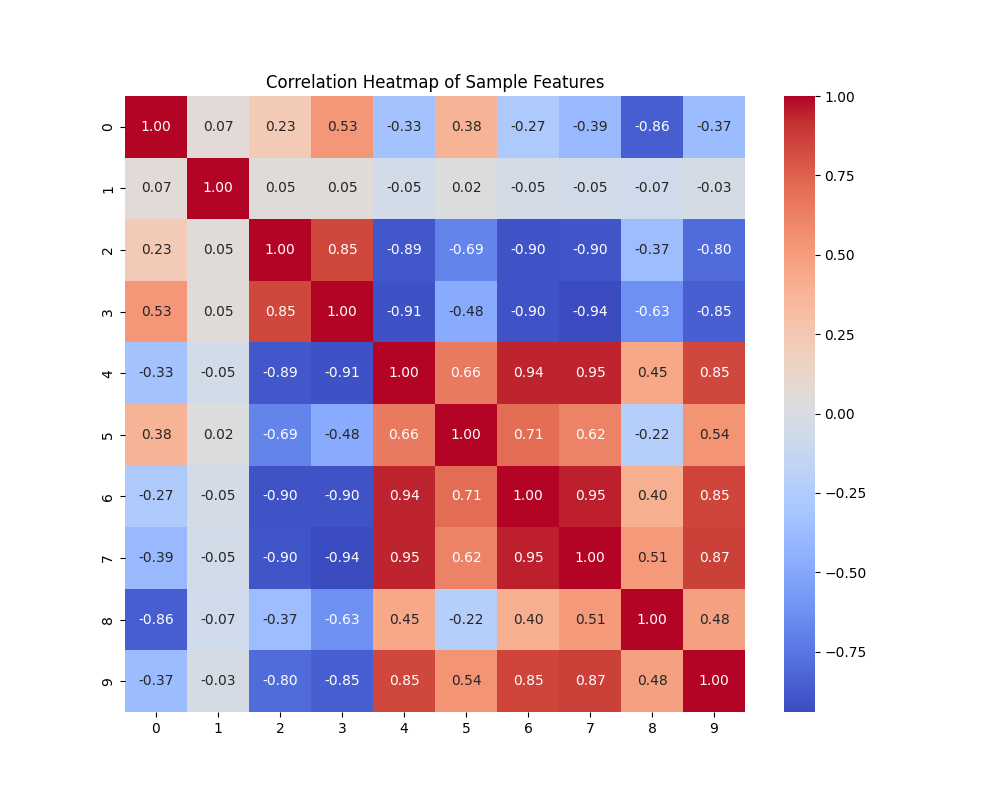 Correlation Heatmap of Sample Features
0 1.00 0.07 0.23 0.53 -0.33 0.38 -0.27 -0.39 -0.86 -0.37
1 0.07 1.00 0.05 0.05 -0.05 0.02 -0.05 -0.05 -0.07 -0.03
2 0.23 0.05 1.00 0.85 -0.89 -0.69 -0.90 -0.90 -0.37 -0.80
3 0.53 0.05 0.85 1.00 -0.91 -0.48 -0.90 -0.94 -0.63 -0.85
4 -0.33 -0.05 -0.89 -0.91 1.00 0.66 0.94 0.95 0.45 0.85
5 0.38 0.02 -0.69 -0.48 0.66 1.00 0.71 0.62 -0.22 0.54
6 -0.27 -0.05 -0.90 -0.90 0.94 0.71 1.00 0.95 0.40 0.85
7 -0.39 -0.05 -0.90 -0.94 0.95 0.62 0.95 1.00 0.51 0.87
8 -0.86 -0.07 -0.37 -0.63 0.45 -0.22 0.40 0.51 1.00 0.48
9 -0.37 -0.03 -0.80 -0.85 0.85 0.54 0.85 0.87 0.48 1.00
0 1 2 3 4 5 6 7 8 9
1.00
0.75
0.50
0.25
0.00
−0.25
−0.50
−0.75